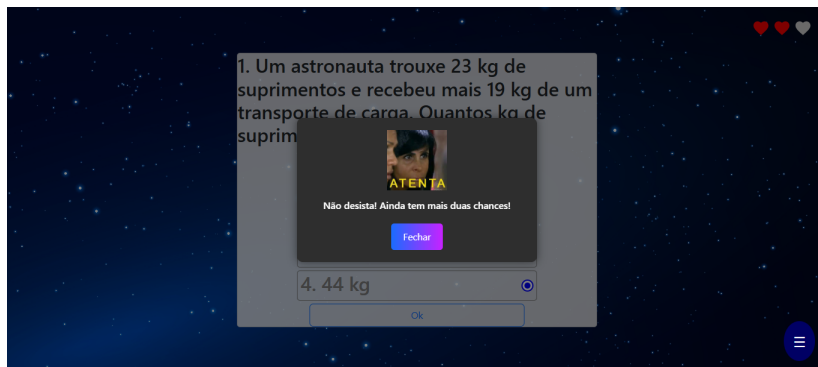 1. Um astronauta trouxe 23 kg de
suprimentos e recebeu mais 19 kg de um
transporte de carga. Quantos kg de
suprim
ATENTA
Não desista! Ainda tem mais duas chances!
Fechar
4. 44 kg
Ok